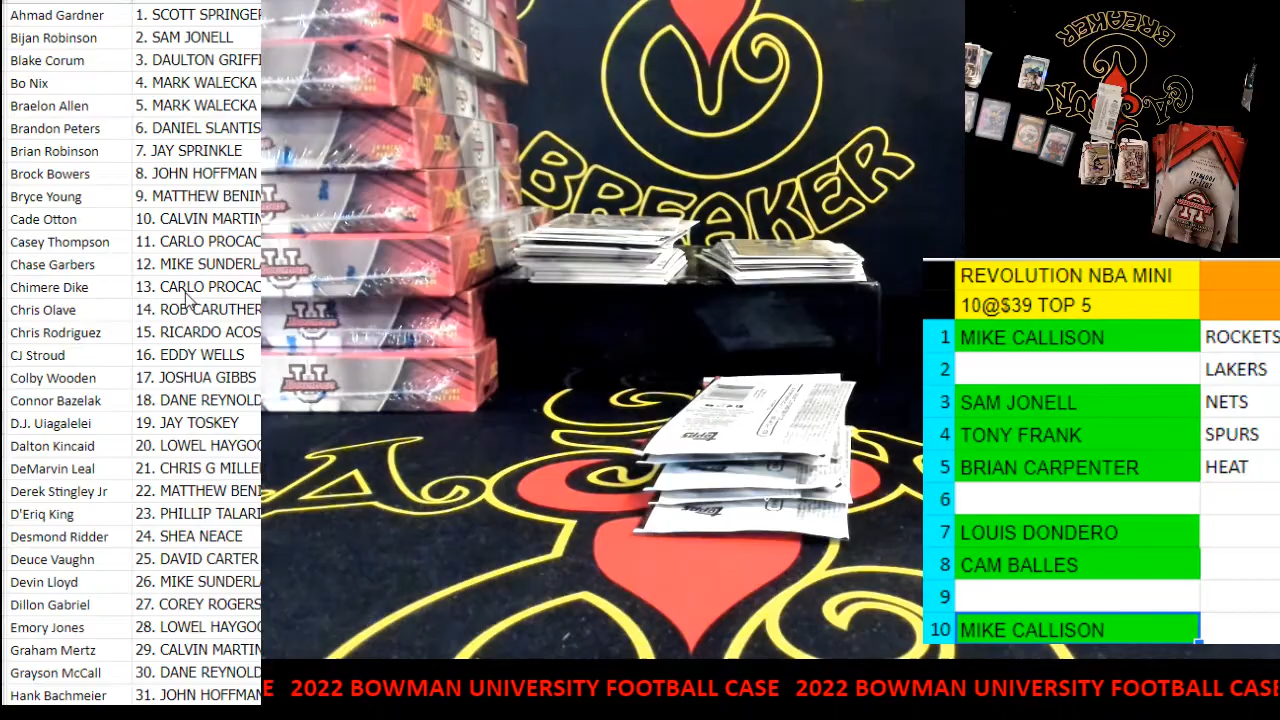 Ahmad Gardner 1. SCOTT SPRINGER
Bijan Robinson 2. SAM JONELL
Blake Corum 3. DAULTON GRIFFI
Bo Nix 4. MARK WALECKA
Braelon Allen 5. MARK WALECKA
Brandon Peters 6. DANIEL SLANTIS
Brian Robinson 7. JAY SPRINKLE
Brock Bowers 8. JOHN HOFFMAN
Bryce Young 9. MATTHEW BENIN
Cade Otton 10. CALVIN MARTIN
Casey Thompson 11. CARLO PROCAC
Chase Garbers 12. MIKE SUNDERL
Chimere Dike 13. CARLO PROCAC
Chris Olave 14. ROB CARUTHER
Chris Rodriguez 15. RICARDO ACOS
CJ Stroud 16. EDDY WELLS
Colby Wooden 17. JOSHUA GIBBS
Connor Bazelak 18. DANE REYNOLD
D.J. Uiagalelei 19. JAY TOSKEY
Dalton Kincaid 20. LOWEL HAYGOO
DeMarvin Leal 21. CHRIS G MILLE
Derek Stingley Jr 22. MATTHEW BENI
D'Eriq King 23. PHILLIP TALARI
Desmond Ridder 24. SHEA NEACE
Deuce Vaughn 25. DAVID CARTER
Devin Lloyd 26. MIKE SUNDERLA
Dillon Gabriel 27. COREY ROGERS
Emory Jones 28. LOWEL HAYGOO
Graham Mertz 29. CALVIN MARTIN
Grayson McCall 30. DANE REYNOLD
Hank Bachmeier 31. JOHN HOFFMAN
BREAKER
BREAKER
REVOLUTION NBA MINI
10@$39 TOP 5
1 MIKE CALLISON ROCKETS
2 LAKERS
3 SAM JONELL NETS
4 TONY FRANK SPURS
5 BRIAN CARPENTER HEAT
6
7 LOUIS DONDERO
8 CAM BALLES
9
10 MIKE CALLISON
E 2022 BOWMAN UNIVERSITY FOOTBALL CASE 2022 BOWMAN UNIVERSITY FOOTBALL CASE